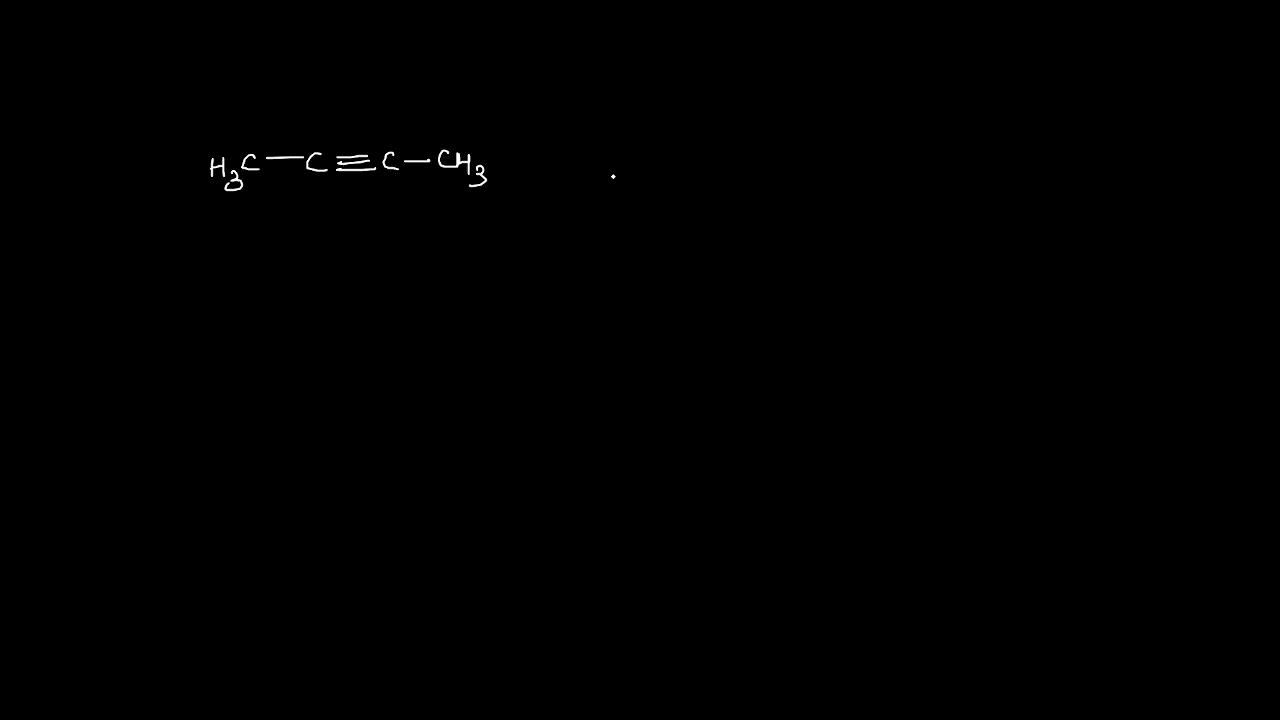 H₃C — C ≡ C — CH₃